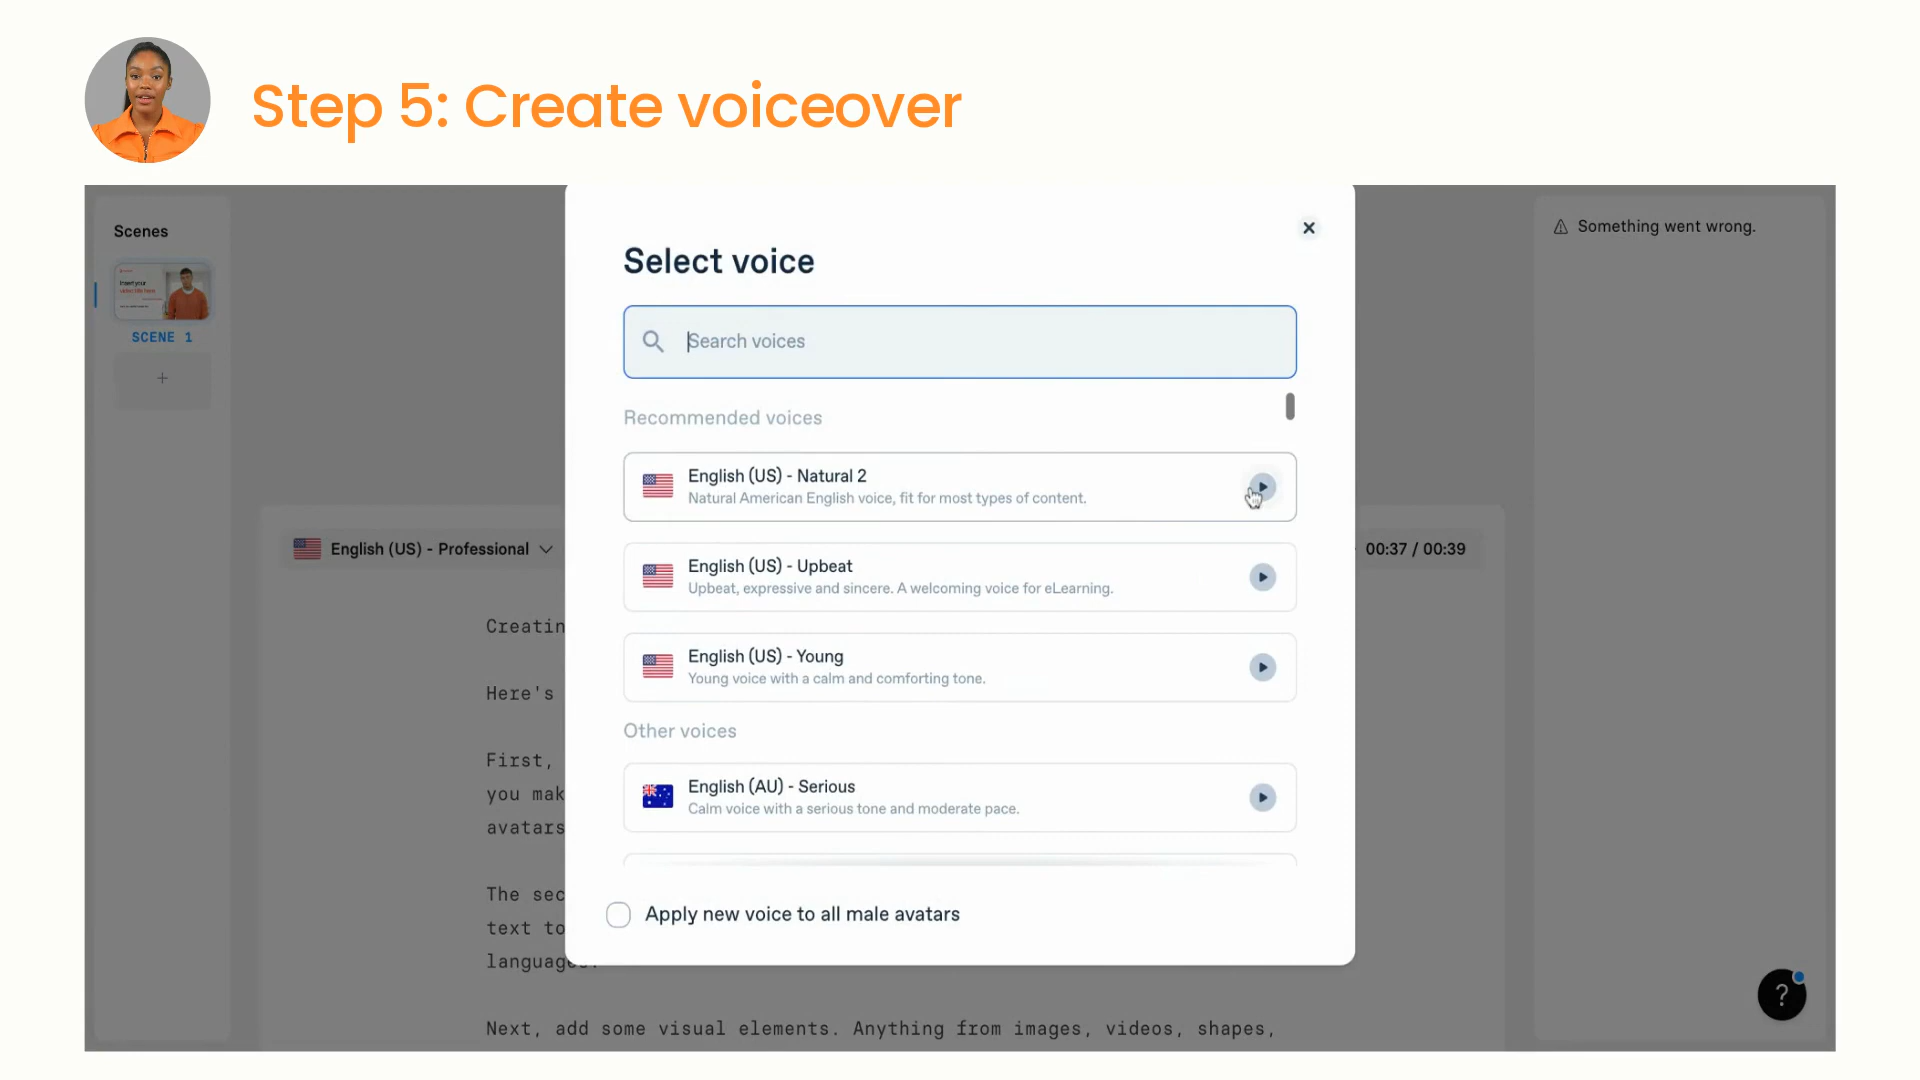 Step 5: Create voiceover
Scenes
SCENE 1
+
Something went wrong.
Select voice
Search voices
Recommended voices
English (US) - Natural 2
Natural American English voice, fit for most types of content.
English (US) - Upbeat
Upbeat, expressive and sincere. A welcoming voice for eLearning.
English (US) - Young
Young voice with a calm and comforting tone.
Other voices
English (AU) - Serious
Calm voice with a serious tone and moderate pace.
Apply new voice to all male avatars
English (US) - Professional
00:37 / 00:39
Creatin
Here's
First,
you mak
avatars
The sec
text to
languages.
Next, add some visual elements. Anything from images, videos, shapes,
?